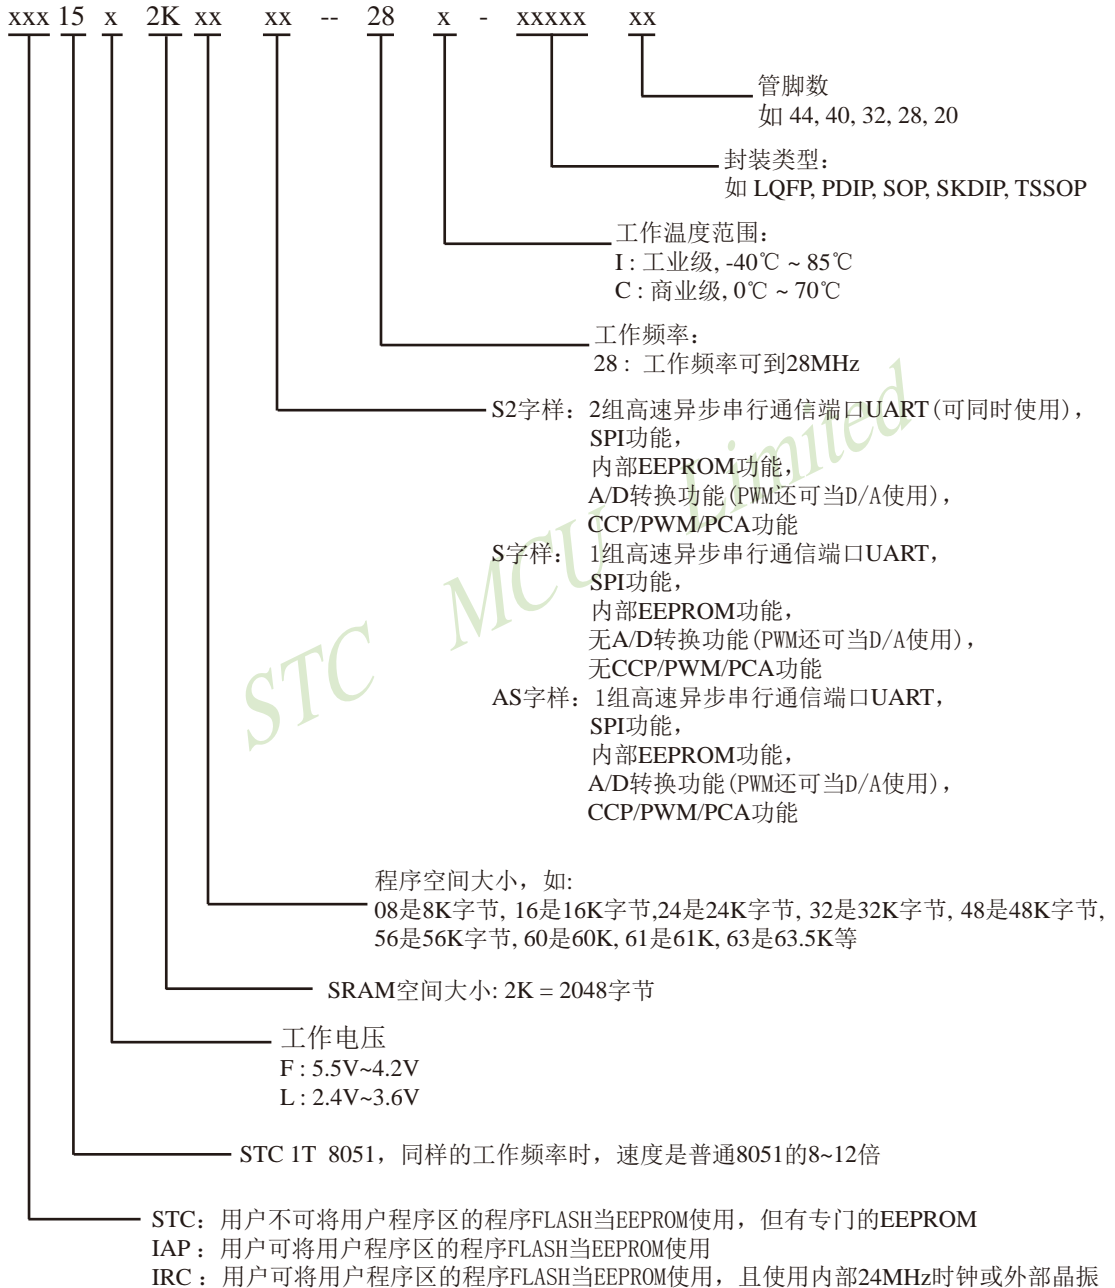 xxx 15 x 2K xx xx -- 28 x - xxxxx xx
管脚数
如 44, 40, 32, 28, 20
封装类型：
如 LQFP, PDIP, SOP, SKDIP, TSSOP
工作温度范围：
I : 工业级, -40℃ ~ 85℃
C : 商业级, 0℃ ~ 70℃
工作频率：
28 : 工作频率可到28MHz
S2字样：2组高速异步串行通信端口UART(可同时使用)，
SPI功能，
内部EEPROM功能，
A/D转换功能(PWM还可当D/A使用)，
CCP/PWM/PCA功能
S字样： 1组高速异步串行通信端口UART，
SPI功能，
内部EEPROM功能，
无A/D转换功能(PWM还可当D/A使用)，
无CCP/PWM/PCA功能
AS字样：1组高速异步串行通信端口UART，
SPI功能，
内部EEPROM功能，
A/D转换功能(PWM还可当D/A使用)，
CCP/PWM/PCA功能
STC MCU Limited
程序空间大小，如:
08是8K字节, 16是16K字节,24是24K字节, 32是32K字节, 48是48K字节,
56是56K字节, 60是60K, 61是61K, 63是63.5K等
SRAM空间大小: 2K = 2048字节
工作电压
F : 5.5V~4.2V
L : 2.4V~3.6V
STC 1T 8051，同样的工作频率时，速度是普通8051的8~12倍
STC：用户不可将用户程序区的程序FLASH当EEPROM使用，但有专门的EEPROM
IAP：用户可将用户程序区的程序FLASH当EEPROM使用
IRC：用户可将用户程序区的程序FLASH当EEPROM使用，且使用内部24MHz时钟或外部晶振